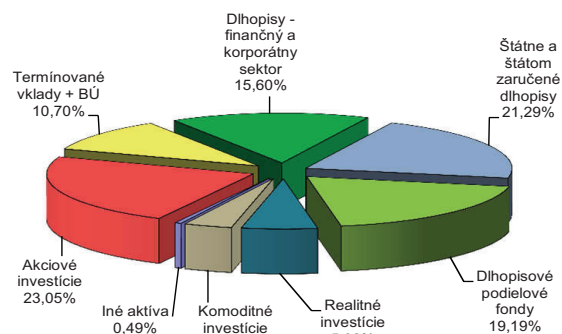 Dlhopisy -
finančný a
korporátny
sektor
15,60%
Štátne a
štátom
zaručené
dlhopisy
21,29%
Termínované
vklady + BÚ
10,70%
Akciové
investície
23,05%
Iné aktíva
0,49%
Komoditné
investície
Realitné
investície
Dlhopisové
podielové
fondy
19,19%